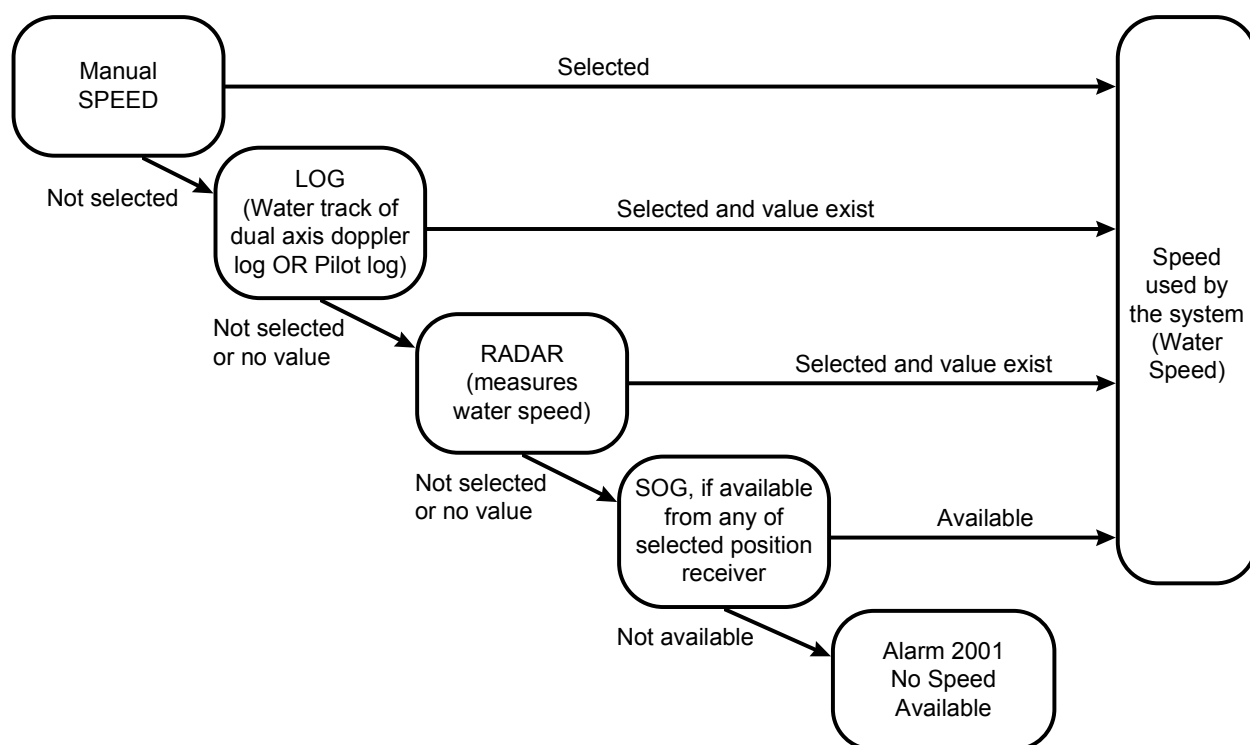 Manual
SPEED
Selected
Not selected
LOG
(Water track of
dual axis doppler
log OR Pilot log)
Selected and value exist
Not selected
or no value
RADAR
(measures
water speed)
Selected and value exist
Not selected
or no value
SOG, if available
from any of
selected position
receiver
Available
Not available
Alarm 2001
No Speed
Available
Speed
used by
the system
(Water
Speed)